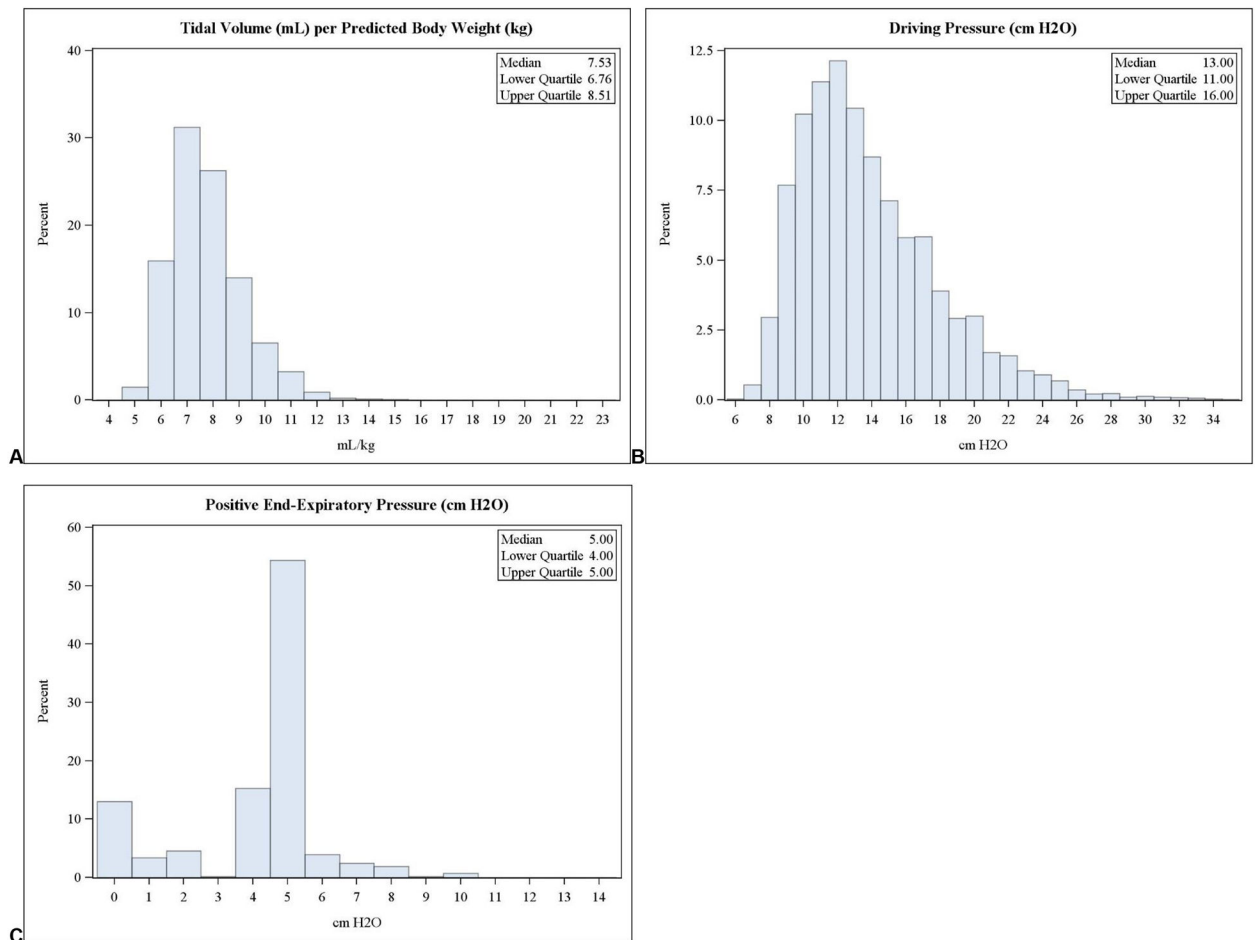 Tidal Volume (mL) per Predicted Body Weight (kg)
Median 7.53
Lower Quartile 6.76
Upper Quartile 8.51
40
30
20
10
0
Percent
4 5 6 7 8 9 10 11 12 13 14 15 16 17 18 19 20 21 22 23
mL/kg
A
Driving Pressure (cm H2O)
Median 13.00
Lower Quartile 11.00
Upper Quartile 16.00
12.5
10.0
7.5
5.0
2.5
0.0
Percent
6 8 10 12 14 16 18 20 22 24 26 28 30 32 34
cm H2O
B
Positive End-Expiratory Pressure (cm H2O)
Median 5.00
Lower Quartile 4.00
Upper Quartile 5.00
60
50
40
30
20
10
0
Percent
0 1 2 3 4 5 6 7 8 9 10 11 12 13 14
cm H2O
C